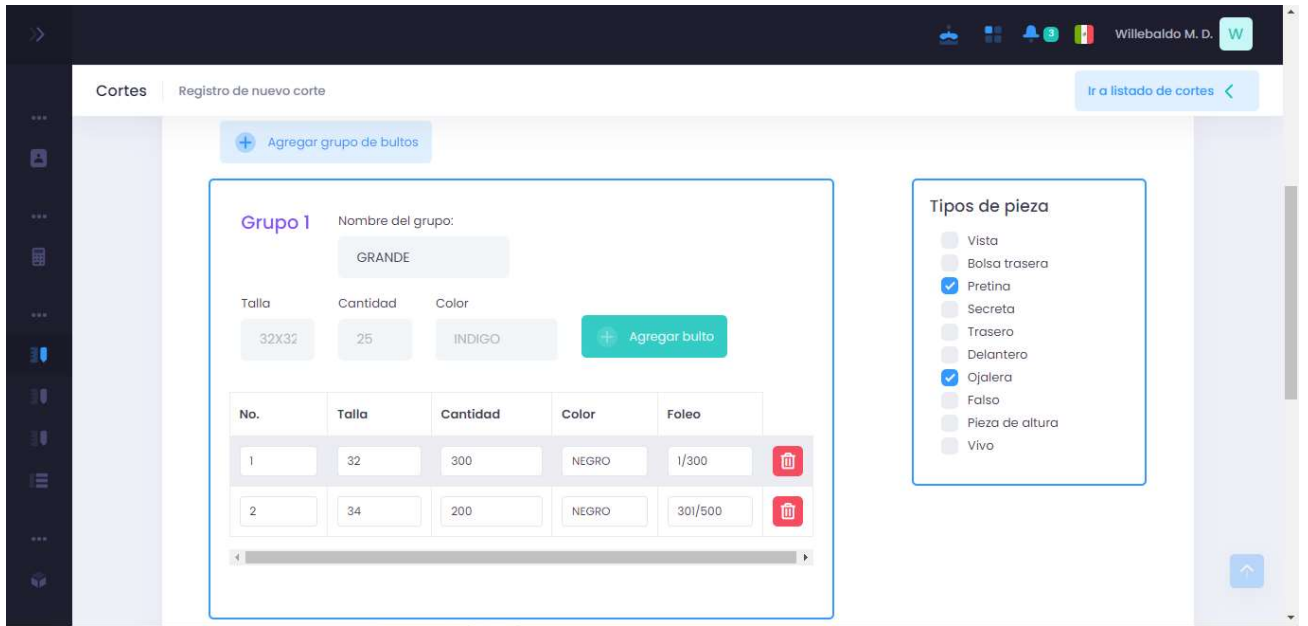 3 Willebaldo M. D. W
Cortes Registro de nuevo corte Ir a listado de cortes
Agregar grupo de bultos
Grupo 1 Nombre del grupo:
GRANDE
Talla Cantidad Color
32X32 25 INDIGO Agregar bulto
No. Talla Cantidad Color Foleo
1 32 300 NEGRO 1/300
2 34 200 NEGRO 301/500
Tipos de pieza
Vista
Bolsa trasera
Pretina
Secreta
Trasero
Delantero
Ojalera
Falso
Pieza de altura
Vivo